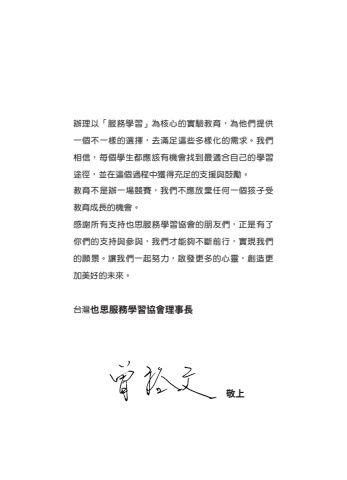 辦理以「服務學習」為核心的實驗教育，為他們提供
一個不一樣的選擇，去滿足這些多樣化的需求。我們
相信，每個學生都應該有機會找到最適合自己的學習
途徑，並在這個過程中獲得充足的支援與鼓勵。
教育不是辦一場競賽，我們不應放棄任何一個孩子受
教育成長的機會。
感謝所有支持也思服務學習協會的朋友們，正是有了
你們的支持與參與，我們才能夠不斷前行，實現我們
的願景。讓我們一起努力，啟發更多的心靈，創造更
加美好的未來。
台灣也思服務學習協會理事長
敬上